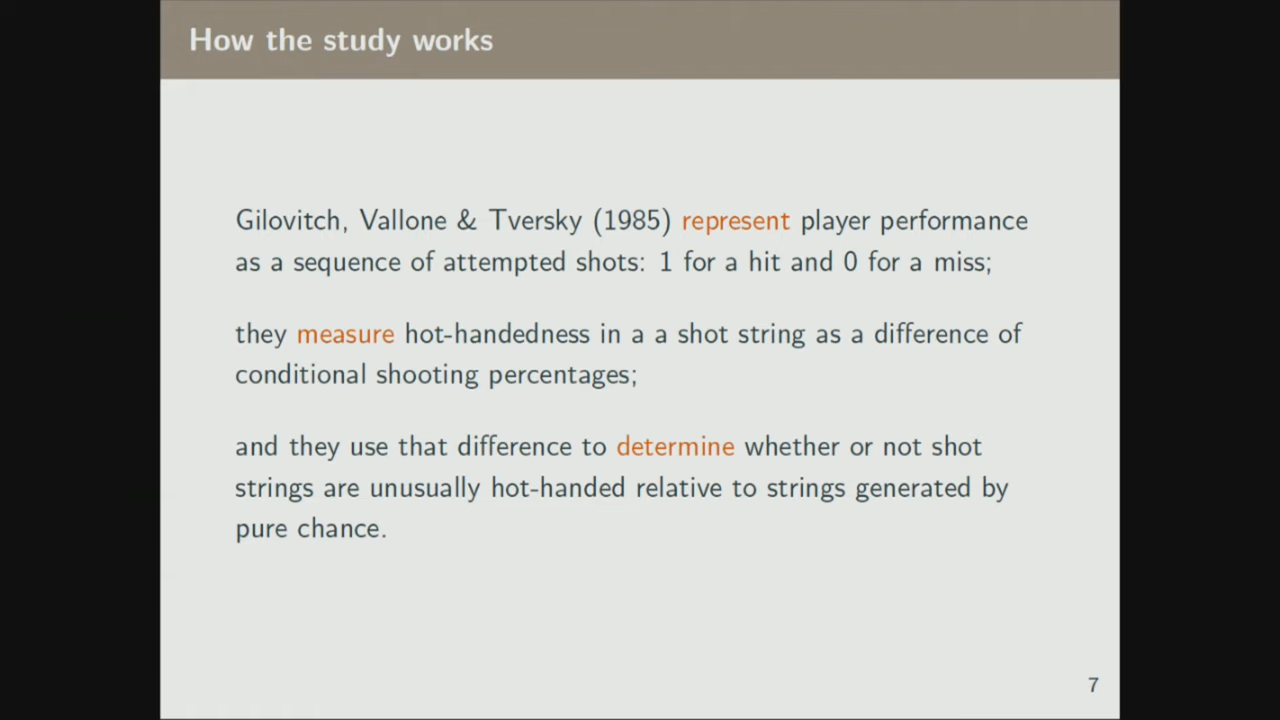 How the study works
Gilovitch, Vallone & Tversky (1985) represent player performance
as a sequence of attempted shots: 1 for a hit and 0 for a miss;
they measure hot-handedness in a a shot string as a difference of
conditional shooting percentages;
and they use that difference to determine whether or not shot
strings are unusually hot-handed relative to strings generated by
pure chance.
7